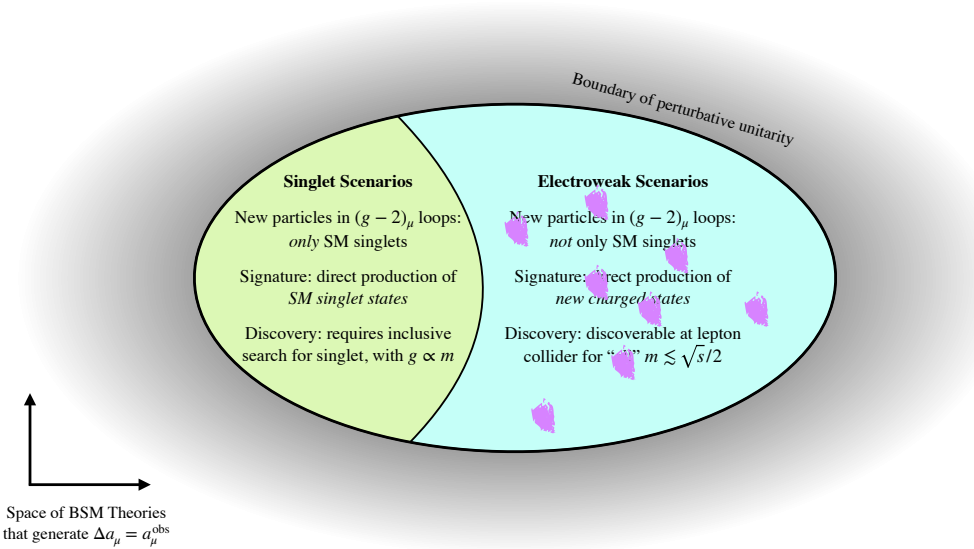 Boundary of perturbative unitarity
Singlet Scenarios
New particles in (g − 2)μ loops:
only SM singlets
Signature: direct production of
SM singlet states
Discovery: requires inclusive
search for singlet, with g ∝ m
Electroweak Scenarios
New particles in (g − 2)μ loops:
not only SM singlets
Signature: production of
new charged states
Discovery: discoverable at lepton
collider for m ≲ √s/2
Space of BSM Theories
that generate Δaμ = aμ^obs